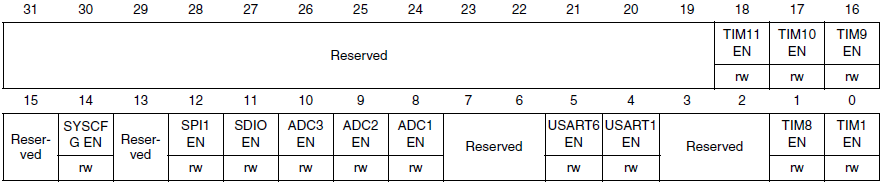 31 30 29 28 27 26 25 24 23 22 21 20 19 18 17 16
Reserved
TIM11 TIM10 TIM9
EN EN EN
rw rw rw
15 14 13 12 11 10 9 8 7 6 5 4 3 2 1 0
SYSCF SPI1 SDIO ADC3 ADC2 ADC1 USART6 USART1 TIM8 TIM1
Reser- G EN Reser- EN EN EN EN EN Reserved EN EN Reserved EN EN
ved ved
rw rw rw rw rw rw rw rw rw rw